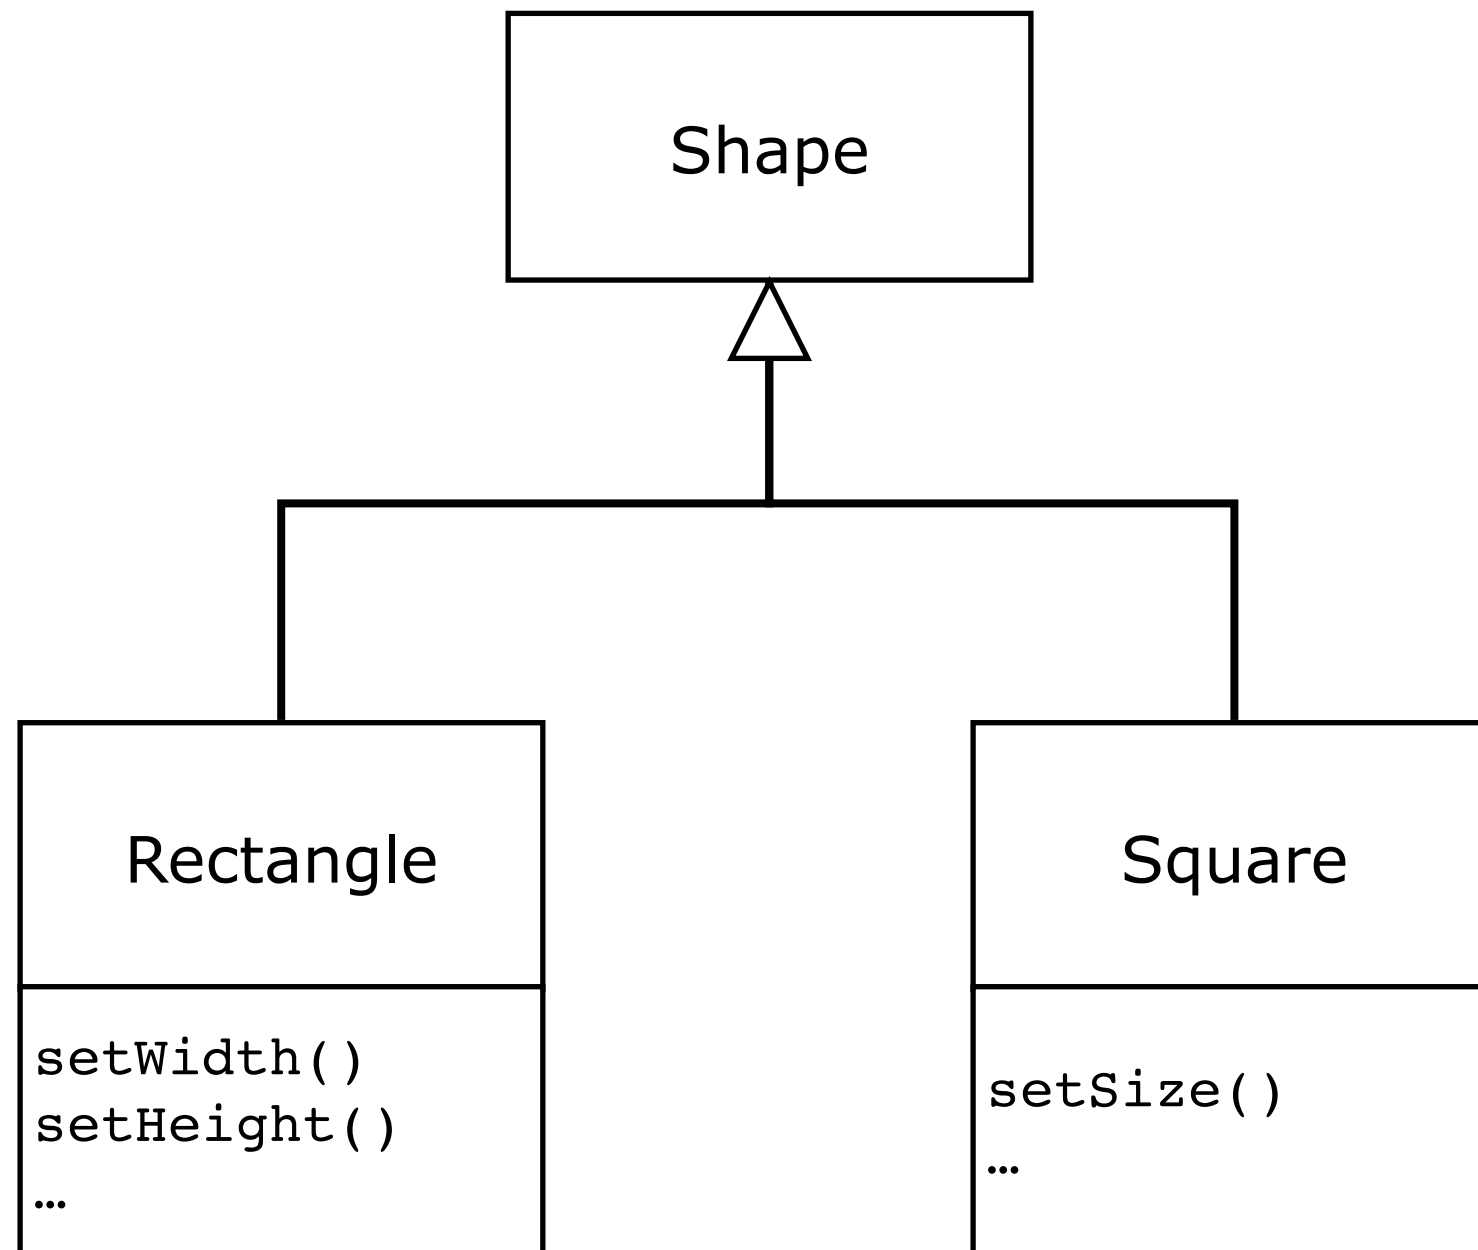 Shape
Rectangle
setWidth()
setHeight()
…
Square
setSize()
…